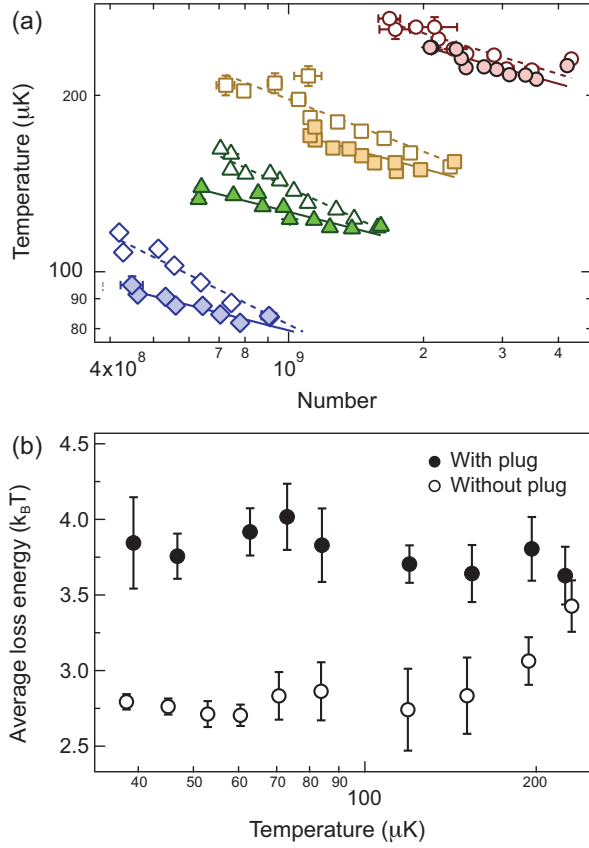 (a)
Temperature (μK)
200
100
90
80
4x10⁸
7
8
9
10⁹
2
3
4
Number
(b)
Average loss energy (k_BT)
4.5
4.0
3.5
3.0
2.5
With plug
Without plug
40
50
60
70
80
90
100
200
Temperature (μK)